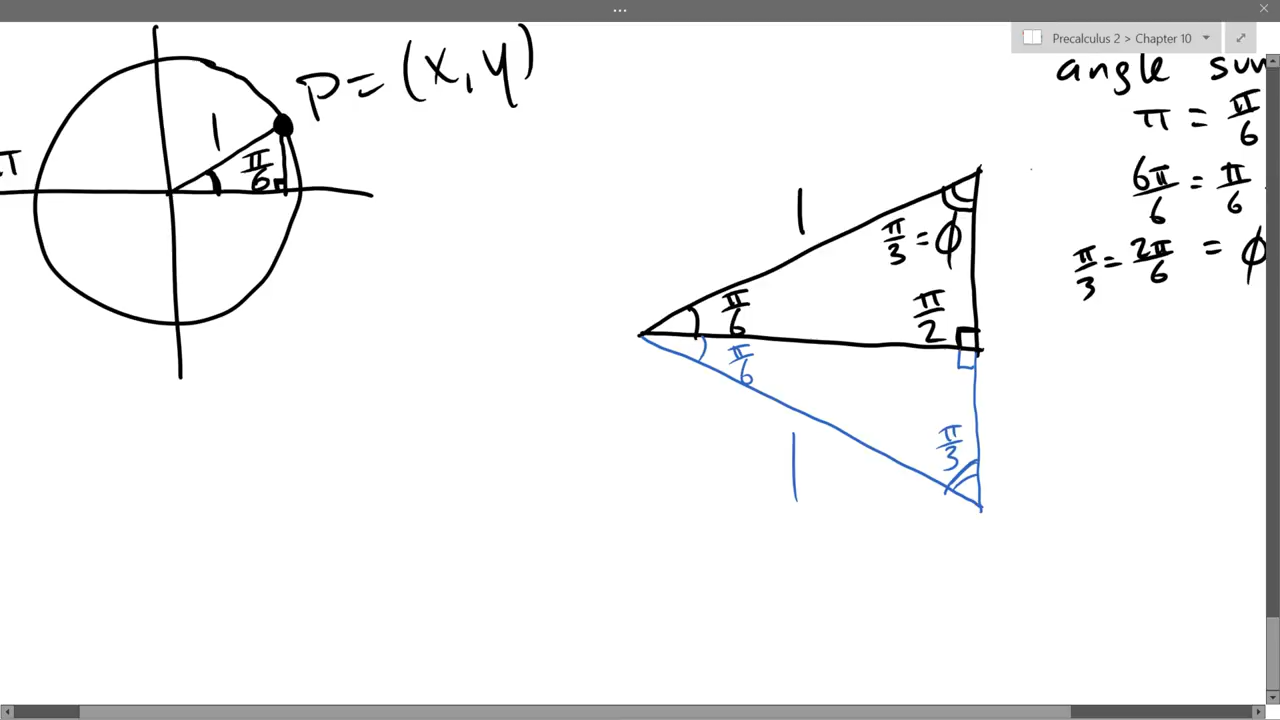 Precalculus 2 > Chapter 10
P = (x, y)
1
π/6
angle sum
π = π/6
6π/6 = π/6
π/3 = 2π/6 = ϕ
1
π/3 = ϕ
π/6
π/2
π/6
π/3
1